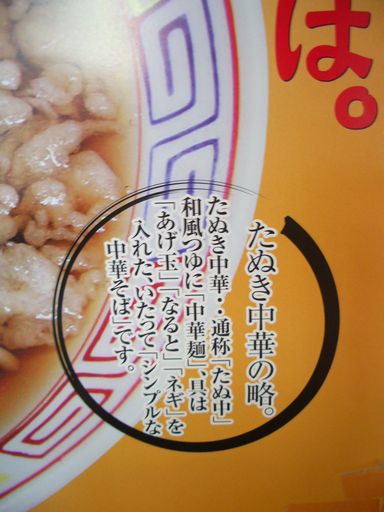 は。
たぬき中華の略。
たぬき中華‥通称「たぬ中」
和風つゆに「中華麺」、具は
「あげ玉」「なると」「ネギ」を
入れた、いたって「シンプルな
中華そば」です。